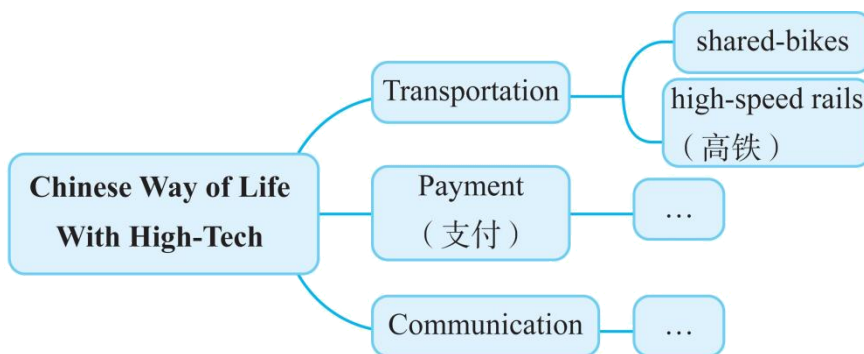 Chinese Way of Life
With High-Tech
Transportation
shared-bikes
high-speed rails
（高铁）
Payment
（支付）
…
Communication
…